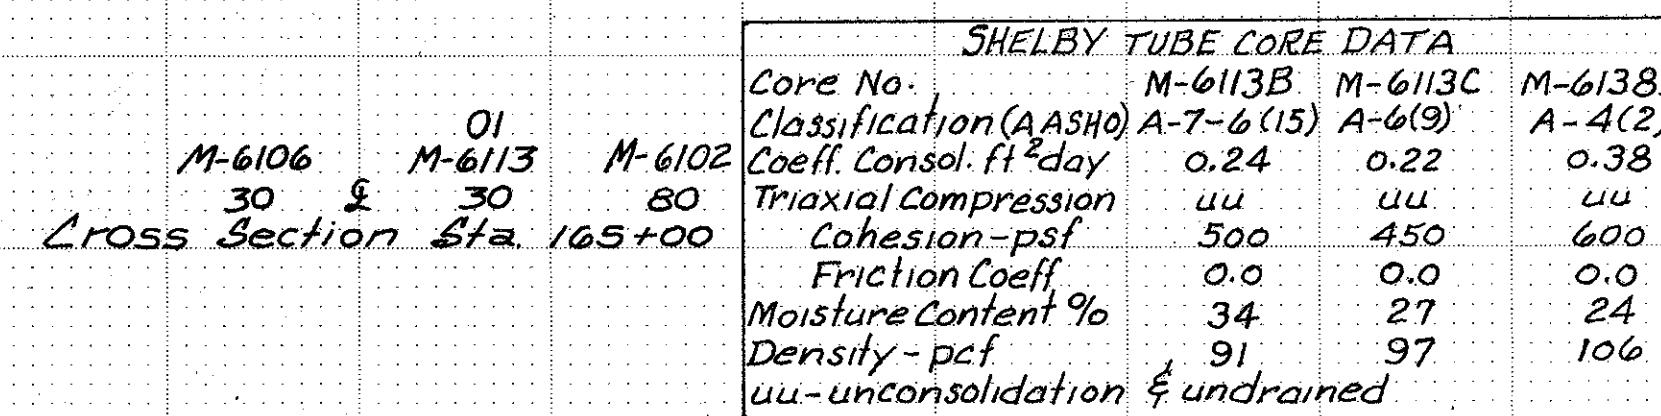 SHELBY TUBE CORE DATA
Core No. M-6113B M-6113C M-6138
Classification (AASHO) A-7-6(15) A-6(9) A-4(2)
Coeff. Consol. ft²day 0.24 0.22 0.38
Triaxial Compression uu uu uu
Cohesion-psf 500 450 600
Friction Coeff 0.0 0.0 0.0
Moisture Content % 34 27 24
Density-pcf 91 97 106
uu-unconsolidation & undrained
01
M-6106 M-6113 M-6102
30 ℄ 30 80
Cross Section Sta. 165+00